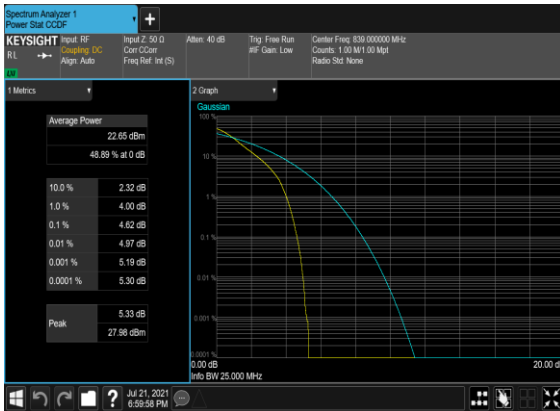 Spectrum Analyzer 1
Power Stat CCDF
KEYSIGHT
RL
LNI
Input: RF
Coupling: DC
Align: Auto
Input Z: 50 Ω
Corr CCorr
Freq Ref: Int (S)
Atten: 40 dB
Trig: Free Run
#IF Gain: Low
Center Freq: 839.000000 MHz
Counts: 1.00 M/1.00 Mpt
Radio Std: None
1 Metrics
Average Power
22.65 dBm
48.89 % at 0 dB
10.0 % 2.32 dB
1.0 % 4.00 dB
0.1 % 4.62 dB
0.01 % 4.97 dB
0.001 % 5.19 dB
0.0001 % 5.30 dB
Peak
5.33 dB
27.98 dBm
2 Graph
Gaussian
100 %
10 %
1 %
0.1 %
0.01 %
0.001 %
0.0001 %
0.00 dB
20.00 d
Info BW 25.000 MHz
?
Jul 21, 2021
6:59:58 PM